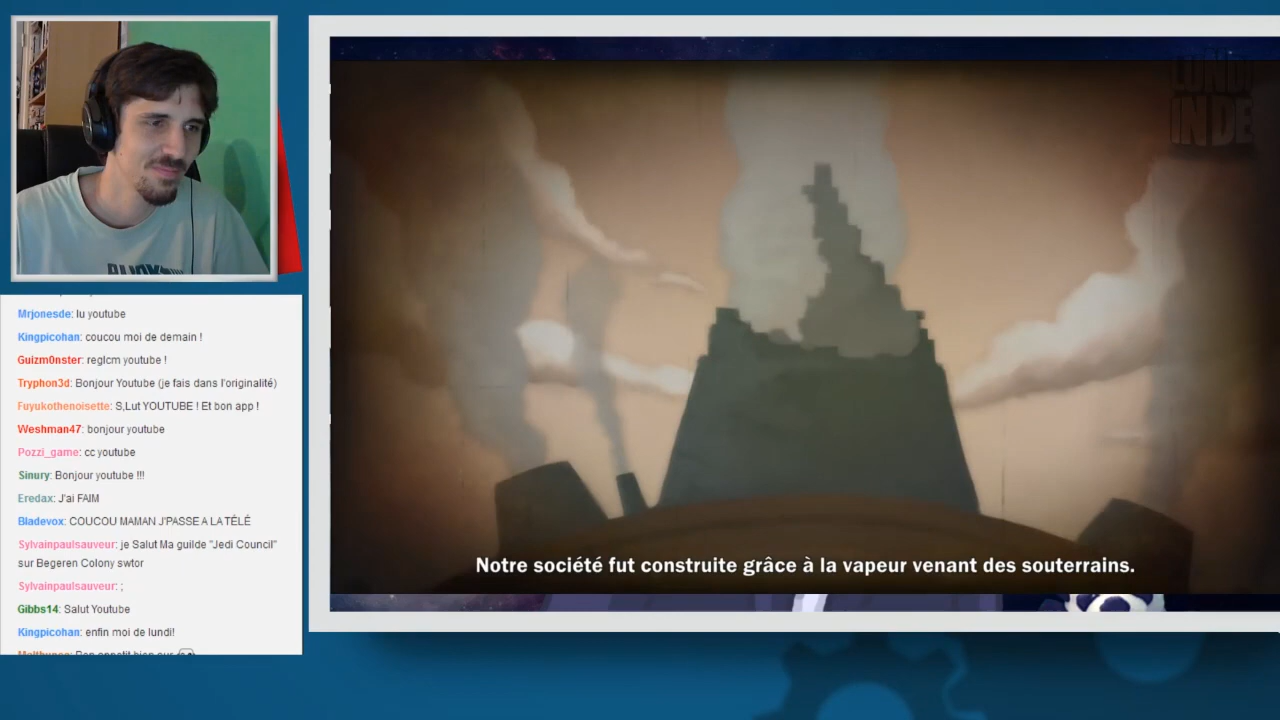 LUNDI
IN DE
Mrjonesde: lu youtube
Kingpicohan: coucou moi de demain !
Guizm0nster: reglcm youtube !
Tryphon3d: Bonjour Youtube (je fais dans l'originalité)
Fuyukothenoisette: S,Lut YOUTUBE ! Et bon app !
Weshman47: bonjour youtube
Pozzi_game: cc youtube
Sinury: Bonjour youtube !!!
Eredax: J'ai FAIM
Bladevox: COUCOU MAMAN J'PASSE A LA TÉLÉ
Sylvainpaulsauveur: je Salut Ma guilde "Jedi Council"
sur Begeren Colony swtor
Sylvainpaulsauveur: ;
Gibbs14: Salut Youtube
Kingpicohan: enfin moi de lundi!
Notre société fut construite grâce à la vapeur venant des souterrains.